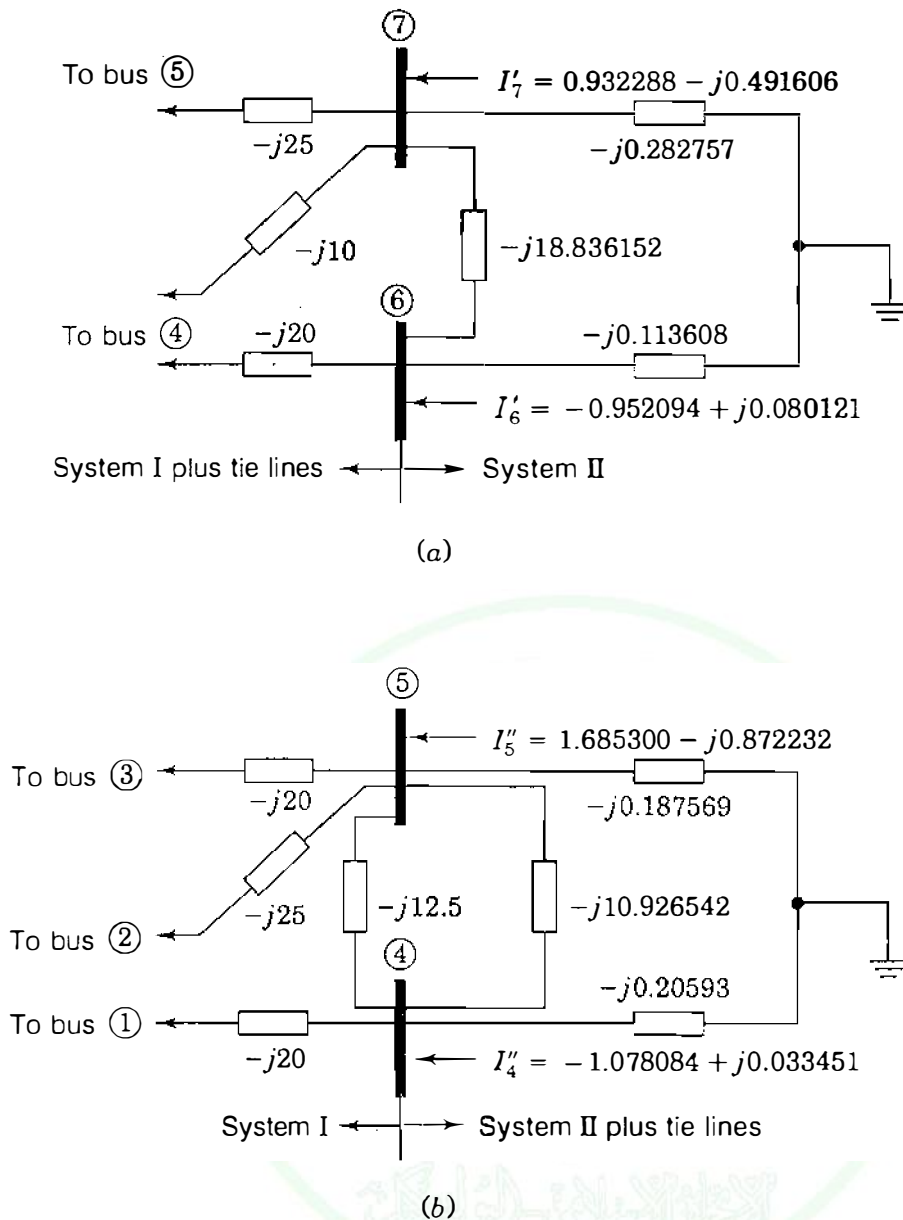 ⑦
To bus ⑤
I′₇ = 0.932288 − j0.491606
−j25
−j0.282757
−j10
−j18.836152
⑥
To bus ④
−j20
−j0.113608
I′₆ = −0.952094 + j0.080121
System I plus tie lines
System II
(a)
⑤
I″₅ = 1.685300 − j0.872232
To bus ③
−j20
−j0.187569
−j25
−j12.5
−j10.926542
To bus ②
④
−j0.20593
To bus ①
−j20
I″₄ = −1.078084 + j0.033451
System I
System II plus tie lines
(b)